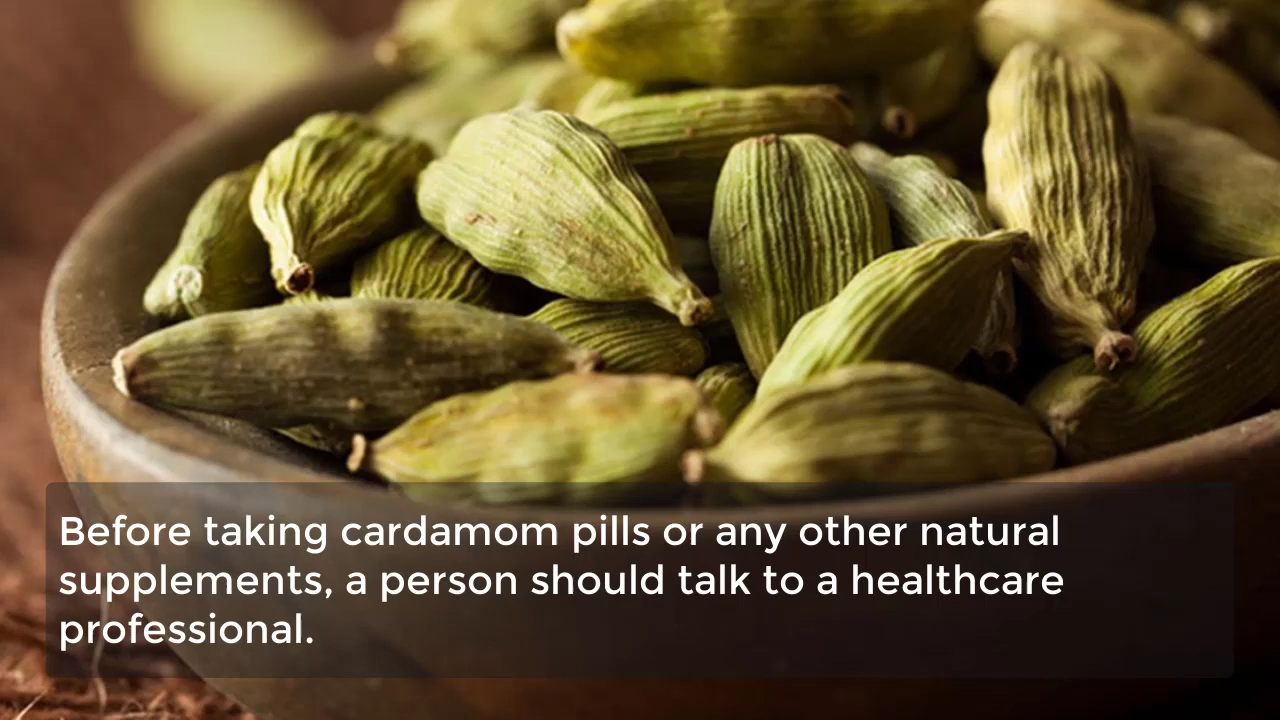 Before taking cardamom pills or any other natural
supplements, a person should talk to a healthcare
professional.